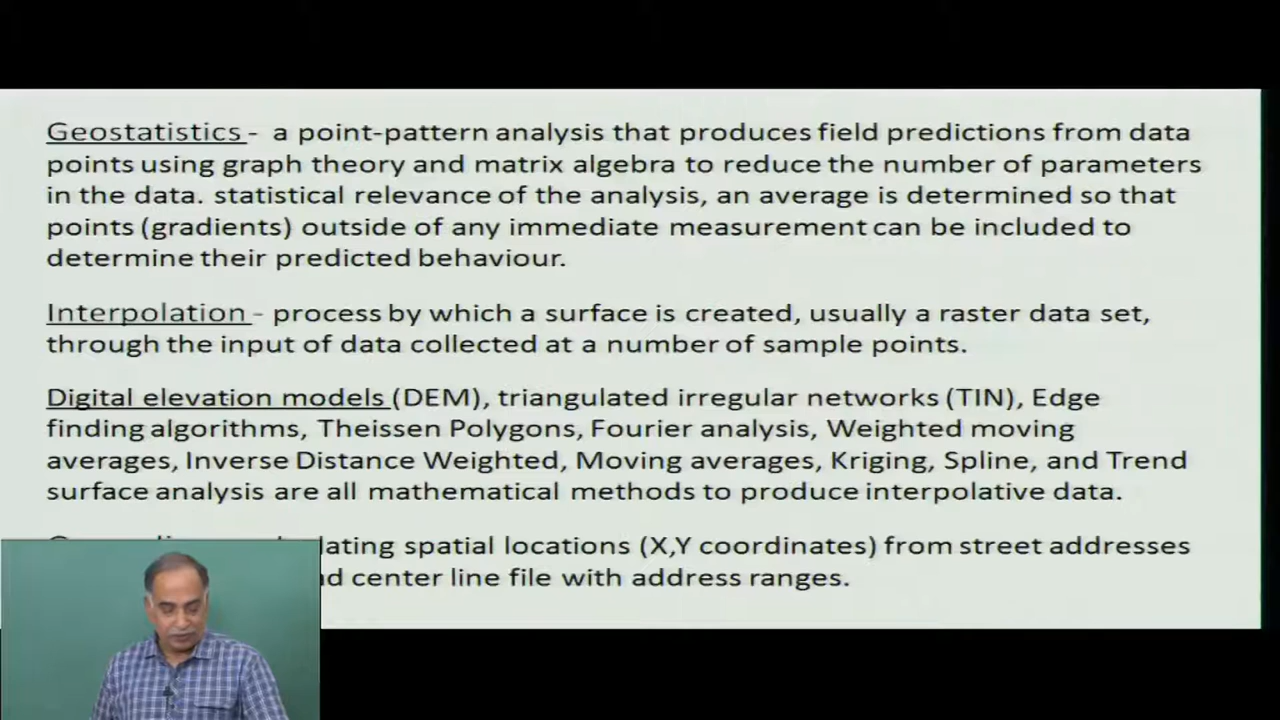 Geostatistics - a point-pattern analysis that produces field predictions from data
points using graph theory and matrix algebra to reduce the number of parameters
in the data. statistical relevance of the analysis, an average is determined so that
points (gradients) outside of any immediate measurement can be included to
determine their predicted behaviour.
Interpolation - process by which a surface is created, usually a raster data set,
through the input of data collected at a number of sample points.
Digital elevation models (DEM), triangulated irregular networks (TIN), Edge
finding algorithms, Theissen Polygons, Fourier analysis, Weighted moving
averages, Inverse Distance Weighted, Moving averages, Kriging, Spline, and Trend
surface analysis are all mathematical methods to produce interpolative data.
spatial locations (X,Y coordinates) from street addresses
center line file with address ranges.